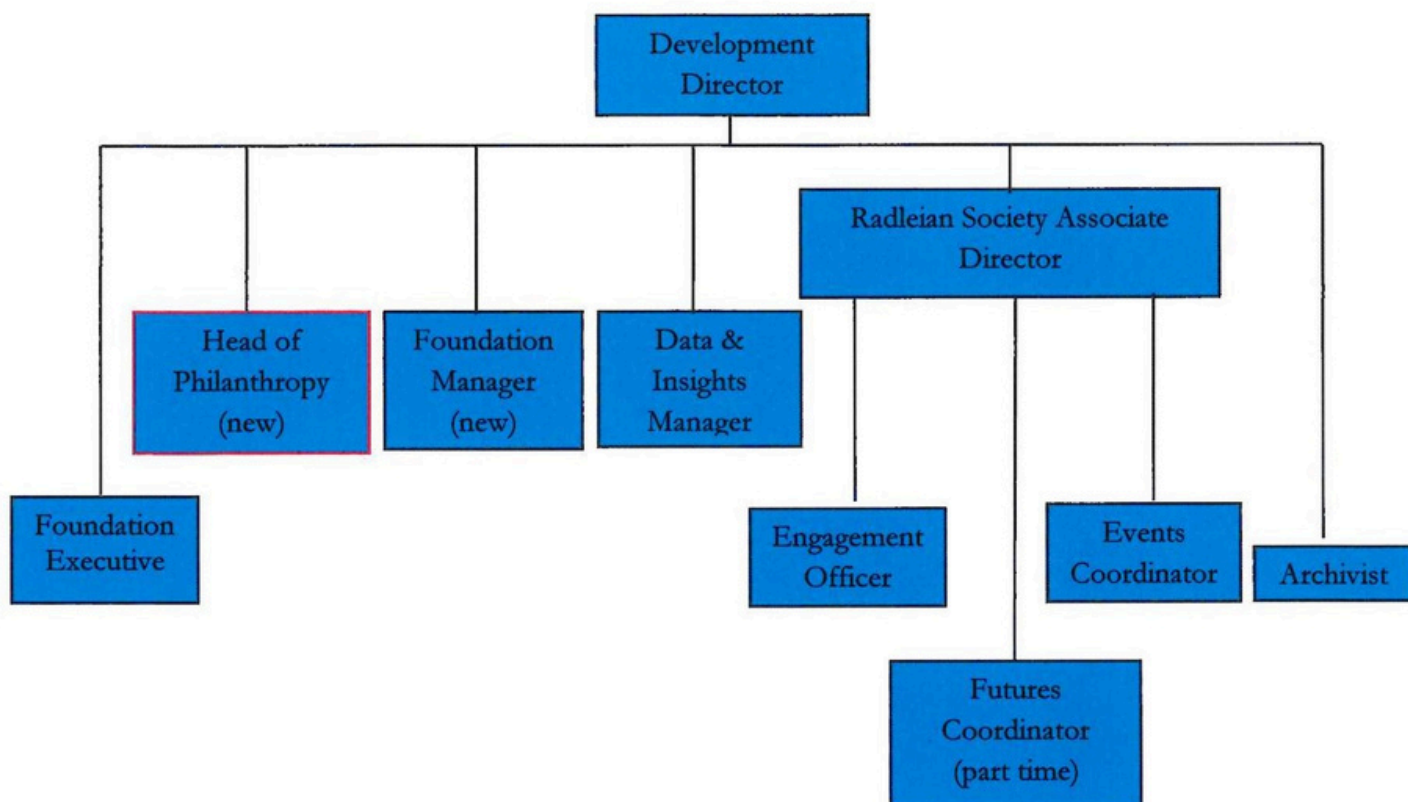 Development
Director
Radleian Society Associate
Director
Head of
Philanthropy
(new)
Foundation
Manager
(new)
Data &
Insights
Manager
Foundation
Executive
Engagement
Officer
Events
Coordinator
Archivist
Futures
Coordinator
(part time)